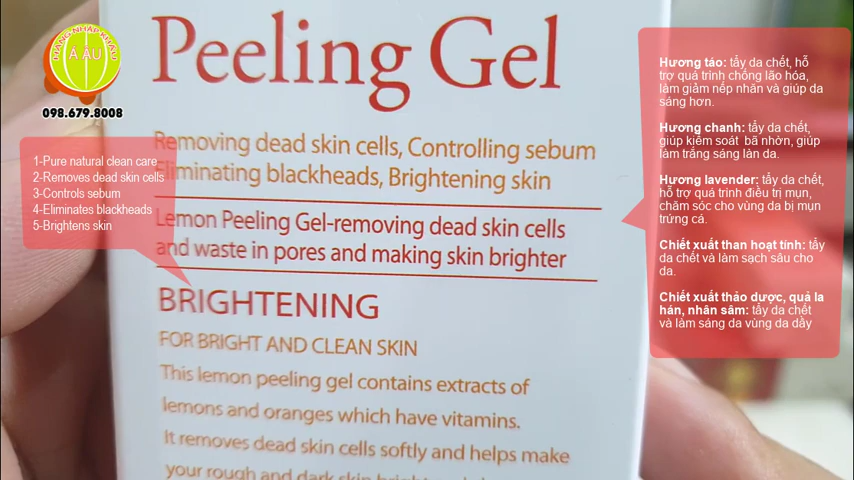 HÀNG NHẬP KHẨU
Á ÂU
098.679.8008
1-Pure natural clean care
2-Removes dead skin cells
3-Controls sebum
4-Eliminates blackheads
5-Brightens skin
Peeling Gel
Removing dead skin cells, Controlling sebum
Eliminating blackheads, Brightening skin
Lemon Peeling Gel-removing dead skin cells
and waste in pores and making skin brighter
BRIGHTENING
FOR BRIGHT AND CLEAN SKIN
This lemon peeling gel contains extracts of
lemons and oranges which have vitamins.
It removes dead skin cells softly and helps make
your rough and dark skin
Hương táo: tẩy da chết, hỗ
trợ quá trình chống lão hóa,
làm giảm nếp nhăn và giúp da
sáng hơn.
Hương chanh: tẩy da chết,
giúp kiểm soát bã nhờn, giúp
làm trắng sáng làn da.
Hương lavender: tẩy da chết,
hỗ trợ quá trình điều trị mụn,
chăm sóc cho vùng da bị mụn
trứng cá.
Chiết xuất than hoạt tính: tẩy
da chết và làm sạch sâu cho
da.
Chiết xuất thảo dược, quả la
hán, nhân sâm: tẩy da chết
và làm sáng da vùng da dầy